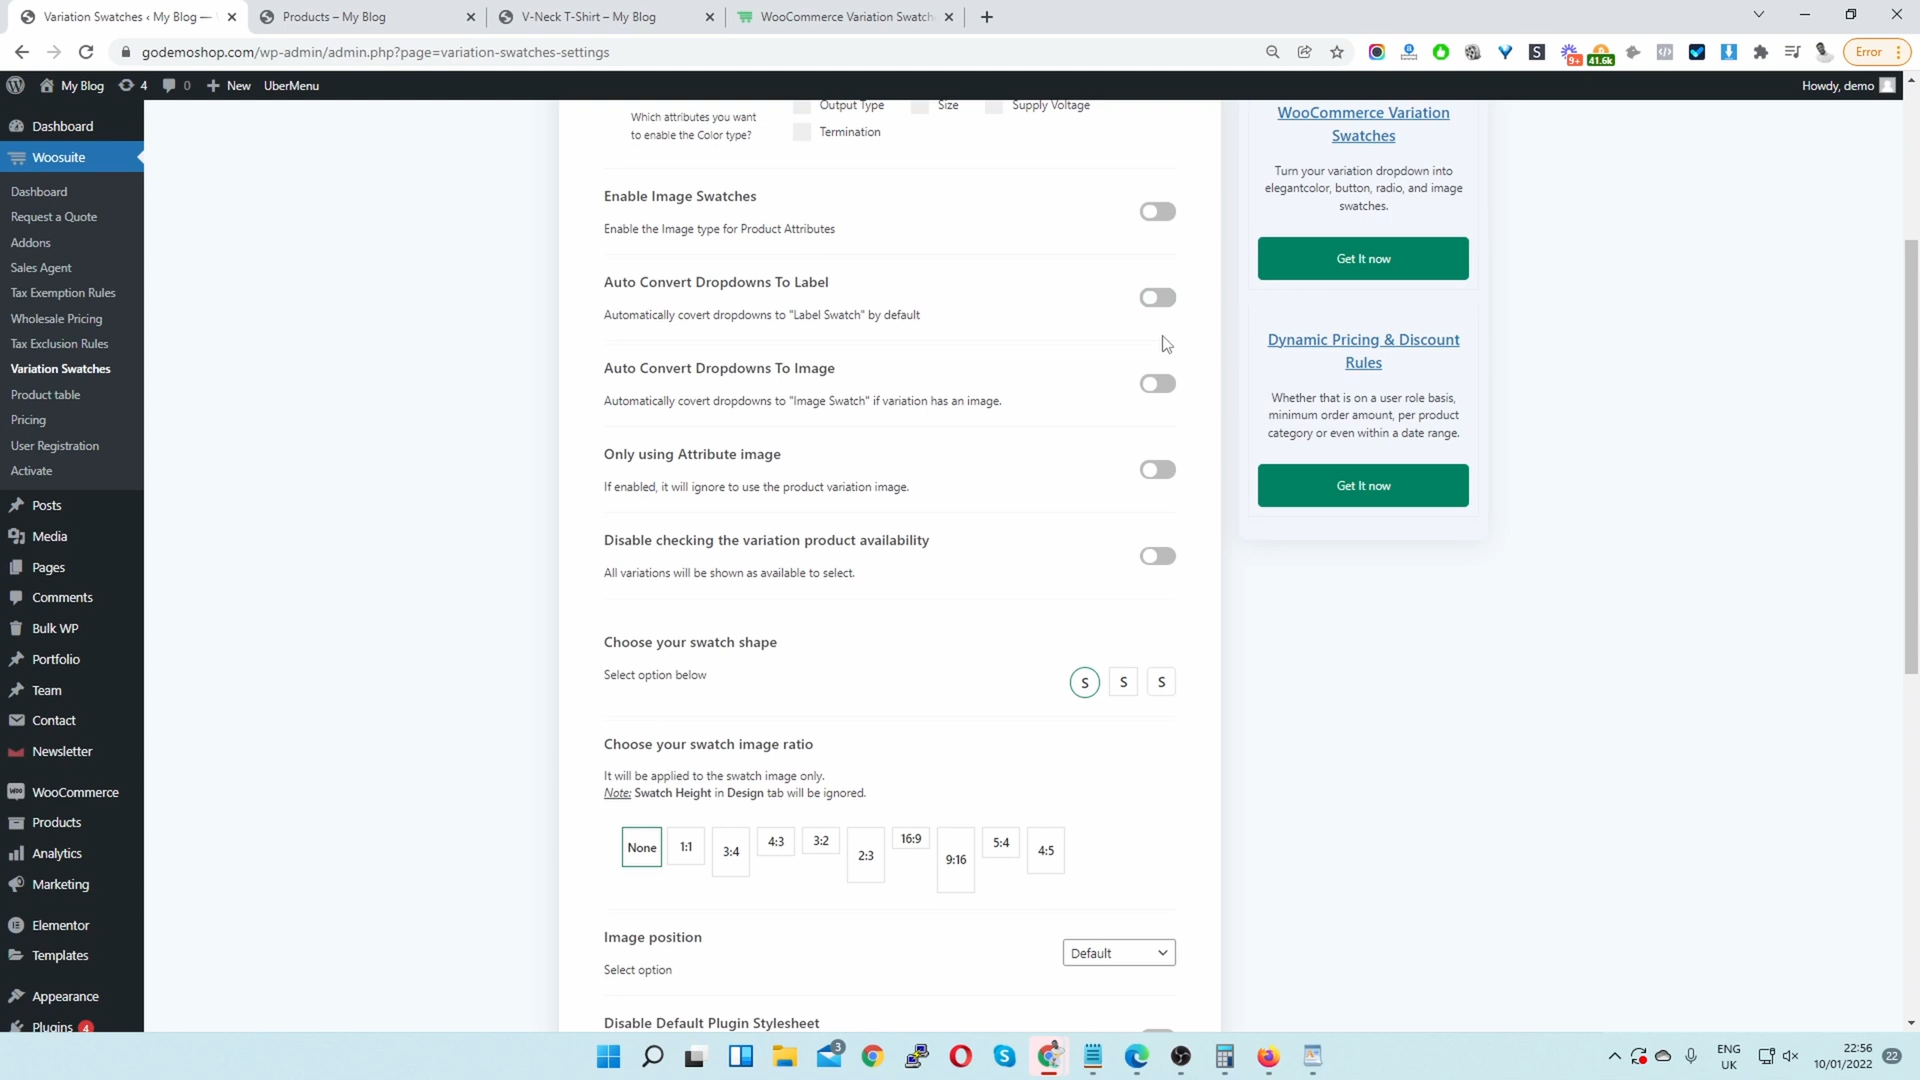 Variation Swatches ‹ My Blog —
Products – My Blog
V-Neck T-Shirt – My Blog
WooCommerce Variation Swatch
godemoshop.com/wp-admin/admin.php?page=variation-swatches-settings
9+
41.6k
Error
My Blog
4
0
New
UberMenu
Howdy, demo
Dashboard
Woosuite
Dashboard
Request a Quote
Addons
Sales Agent
Tax Exemption Rules
Wholesale Pricing
Tax Exclusion Rules
Variation Swatches
Product table
Pricing
User Registration
Activate
Posts
Media
Pages
Comments
Bulk WP
Portfolio
Team
Contact
Newsletter
WooCommerce
Products
Analytics
Marketing
Elementor
Templates
Appearance
Plugins 4
Which attributes you want
to enable the Color type?
Output Type
Size
Supply Voltage
Termination
Enable Image Swatches
Enable the Image type for Product Attributes
Auto Convert Dropdowns To Label
Automatically covert dropdowns to "Label Swatch" by default
Auto Convert Dropdowns To Image
Automatically covert dropdowns to "Image Swatch" if variation has an image.
Only using Attribute image
If enabled, it will ignore to use the product variation image.
Disable checking the variation product availability
All variations will be shown as available to select.
Choose your swatch shape
Select option below
S
S
S
Choose your swatch image ratio
It will be applied to the swatch image only.
Note: Swatch Height in Design tab will be ignored.
None
1:1
3:4
4:3
3:2
2:3
16:9
9:16
5:4
4:5
Image position
Select option
Default
Disable Default Plugin Stylesheet
WooCommerce Variation
Swatches
Turn your variation dropdown into
elegantcolor, button, radio, and image
swatches.
Get It now
Dynamic Pricing & Discount
Rules
Whether that is on a user role basis,
minimum order amount, per product
category or even within a date range.
Get It now
3
ENG
UK
22:56
10/01/2022
22